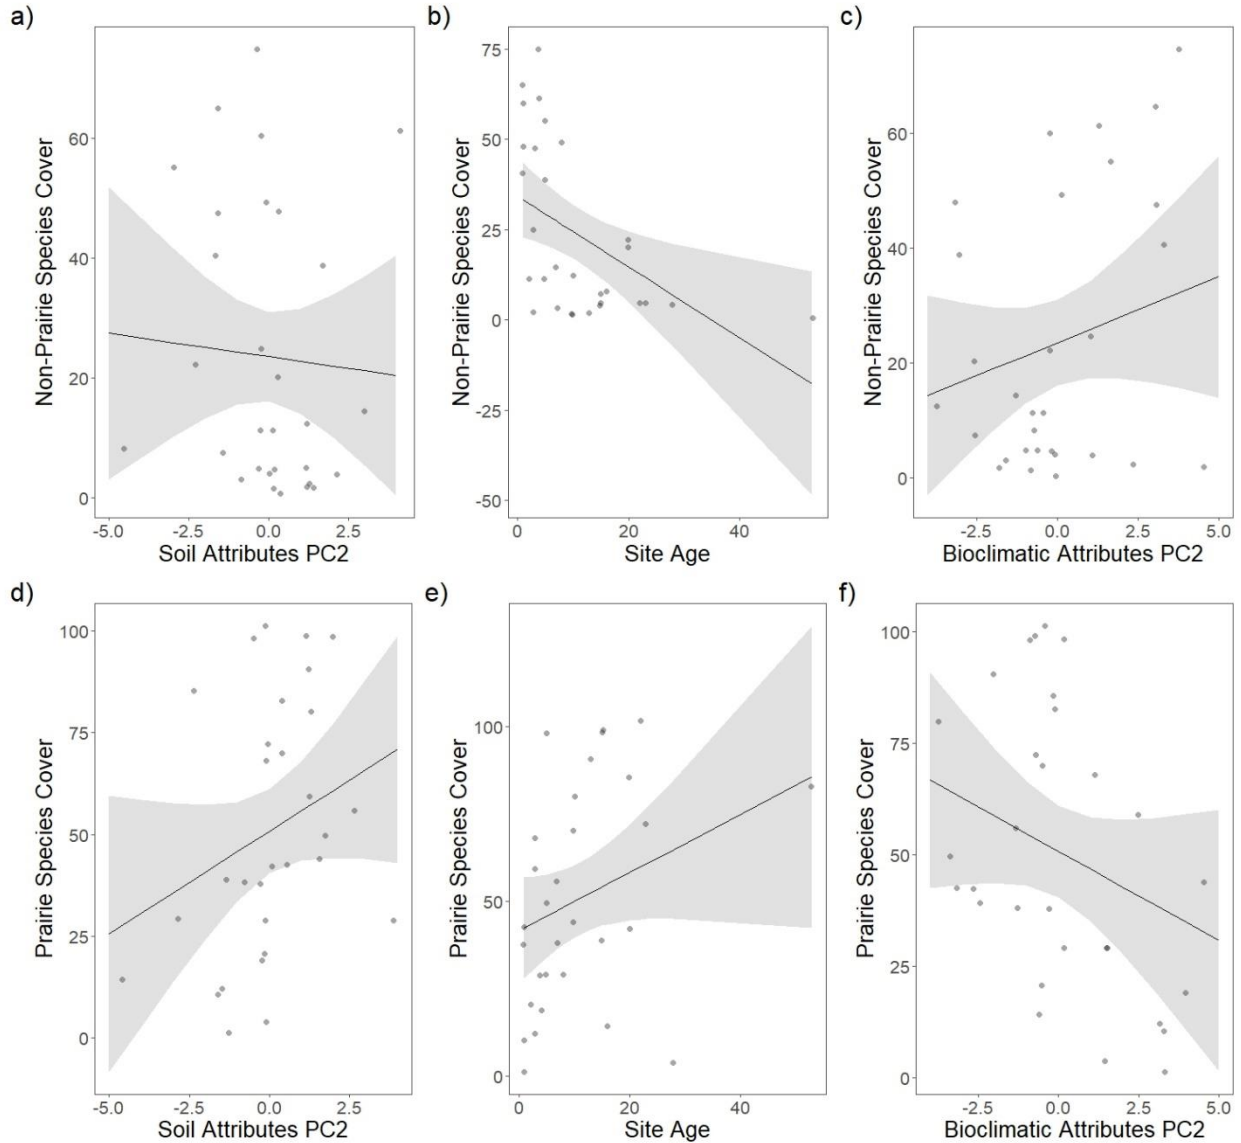 a)
b)
c)
Non-Prairie Species Cover
60
40
20
0
-5.0 -2.5 0.0 2.5
Soil Attributes PC2
Non-Prairie Species Cover
75
50
25
0
-25
-50
0 20 40
Site Age
Non-Prairie Species Cover
60
40
20
0
-2.5 0.0 2.5 5.0
Bioclimatic Attributes PC2
d)
e)
f)
Prairie Species Cover
100
75
50
25
0
-5.0 -2.5 0.0 2.5
Soil Attributes PC2
Prairie Species Cover
100
50
0
0 20 40
Site Age
Prairie Species Cover
100
75
50
25
0
-2.5 0.0 2.5 5.0
Bioclimatic Attributes PC2